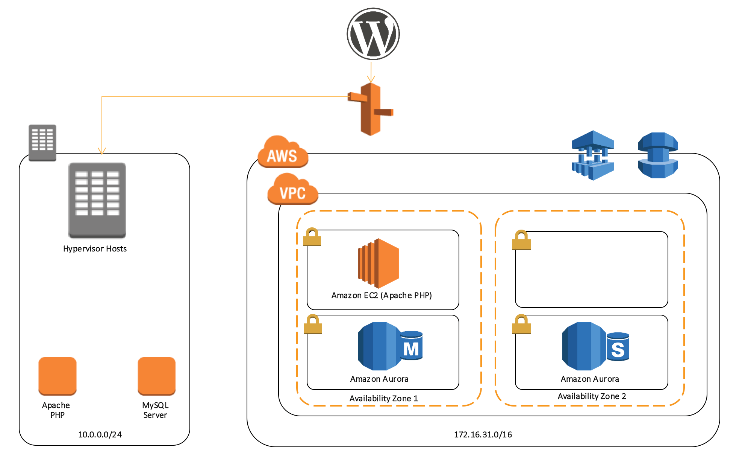 W
AWS
VPC
Hypervisor Hosts
Amazon EC2 (Apache PHP)
M
S
Amazon Aurora
Amazon Aurora
Availability Zone 1
Availability Zone 2
Apache
PHP
MySQL
Server
10.0.0.0/24
172.16.31.0/16